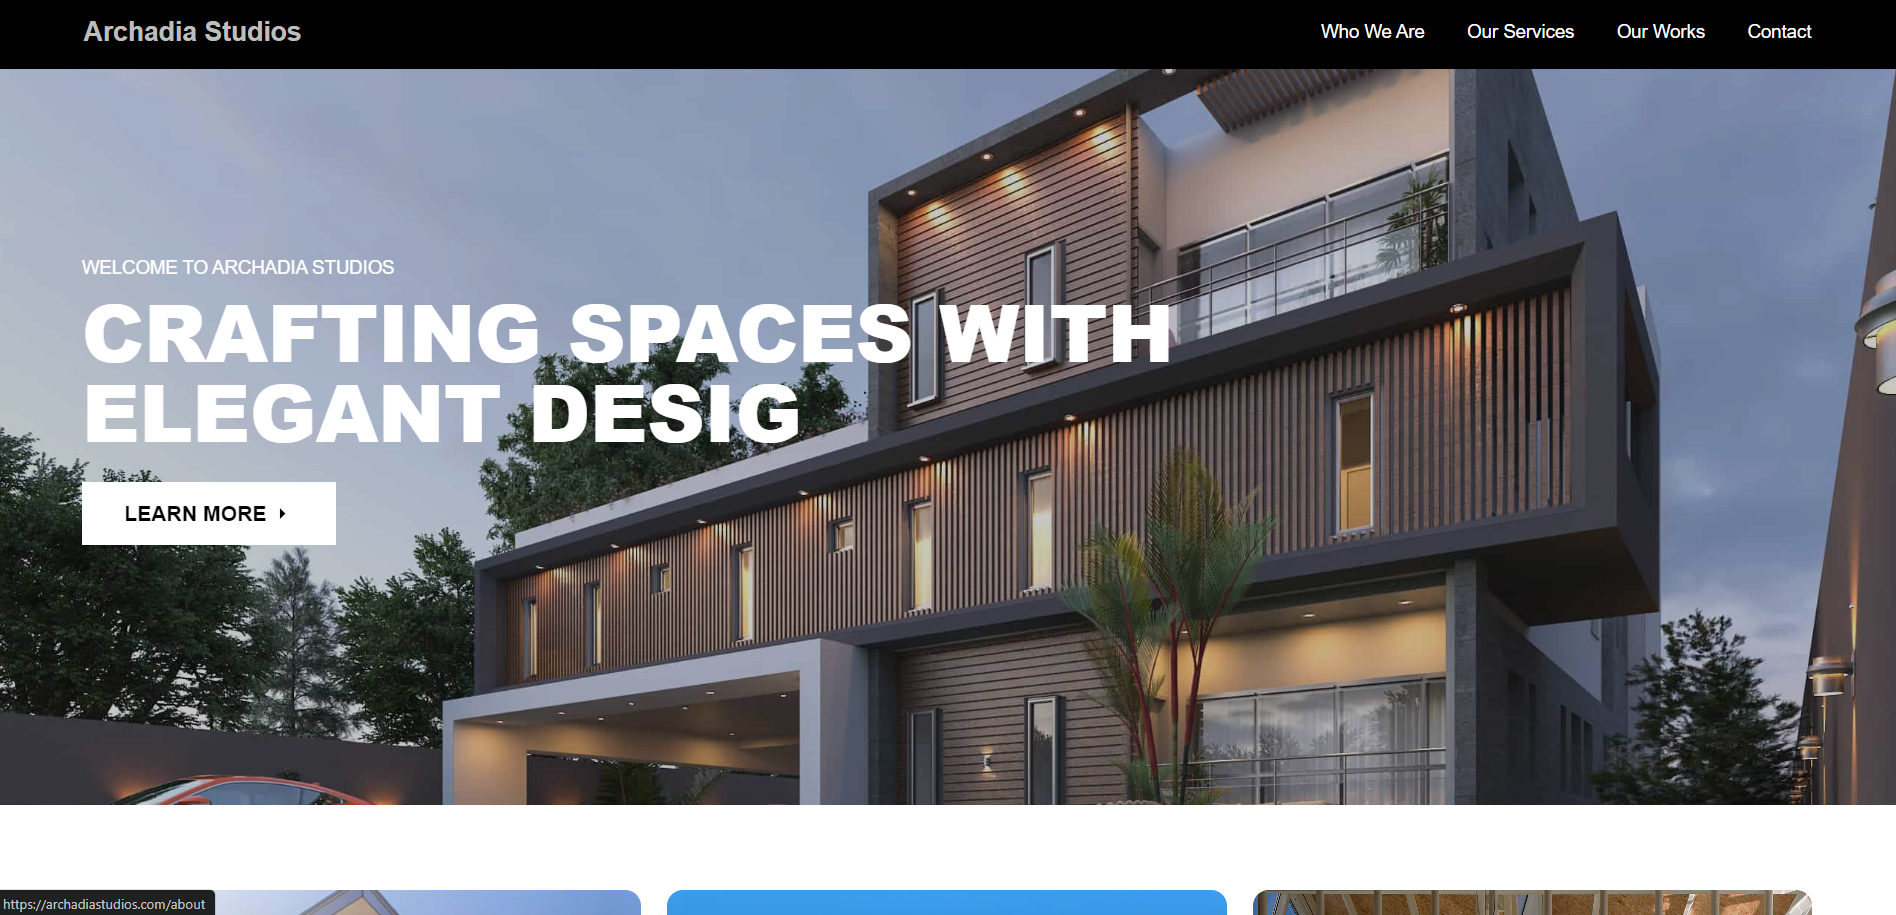 Archadia Studios
Who We Are
Our Services
Our Works
Contact
WELCOME TO ARCHADIA STUDIOS
CRAFTING SPACES WITH
ELEGANT DESIG
LEARN MORE
https://archadiastudios.com/about